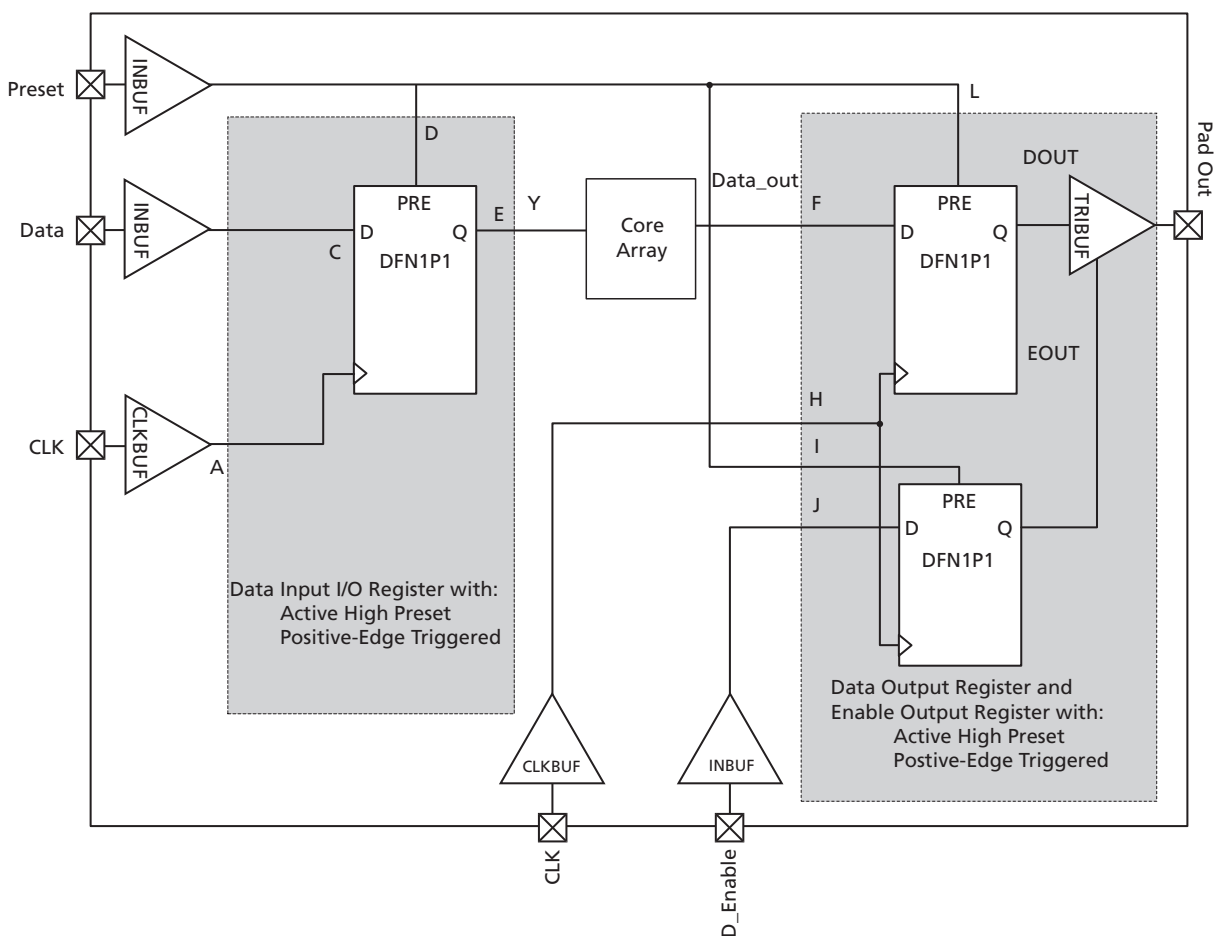 Preset
INBUF
L
D
Pad Out
DOUT
Data
INBUF
C
PRE
D
Q
DFN1P1
E
Y
Core
Array
Data_out
F
PRE
D
Q
DFN1P1
TRIBUF
EOUT
CLK
CLKBUF
A
H
I
J
PRE
D
Q
DFN1P1
Data Input I/O Register with:
Active High Preset
Positive-Edge Triggered
Data Output Register and
Enable Output Register with:
Active High Preset
Postive-Edge Triggered
CLKBUF
INBUF
CLK
D_Enable